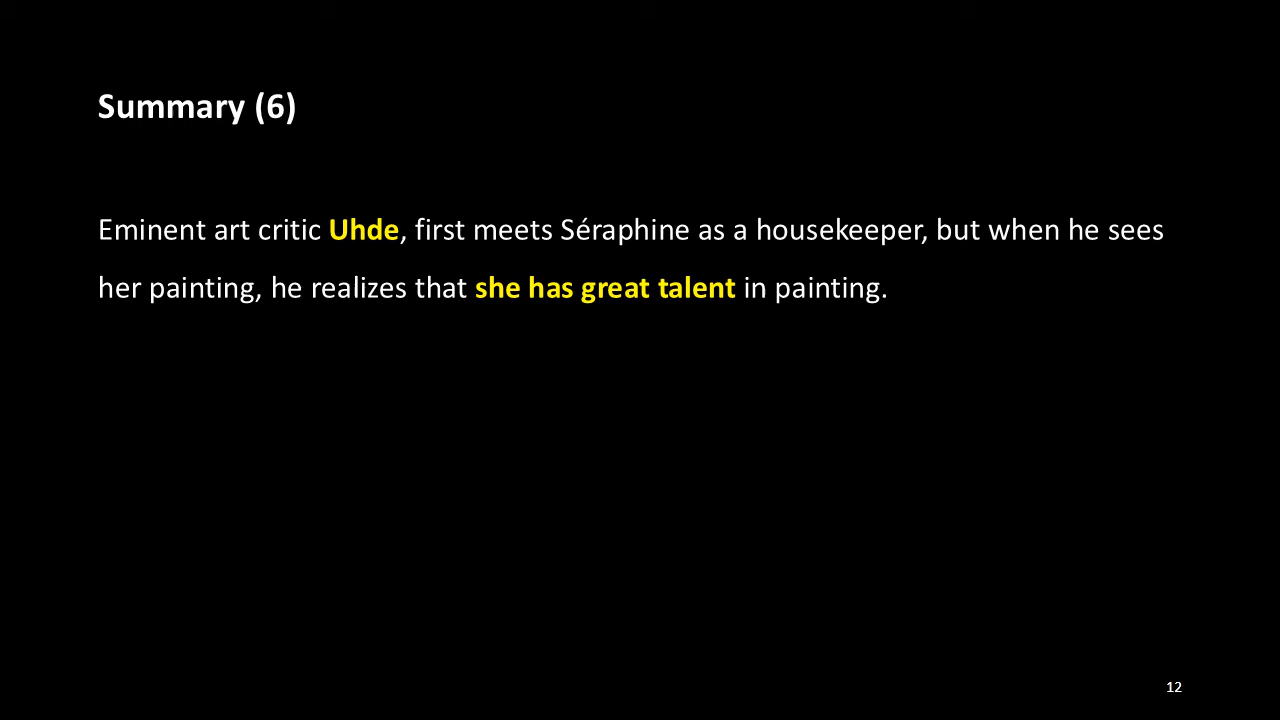 Summary (6)
Eminent art critic Uhde, first meets Séraphine as a housekeeper, but when he sees
her painting, he realizes that she has great talent in painting.
12